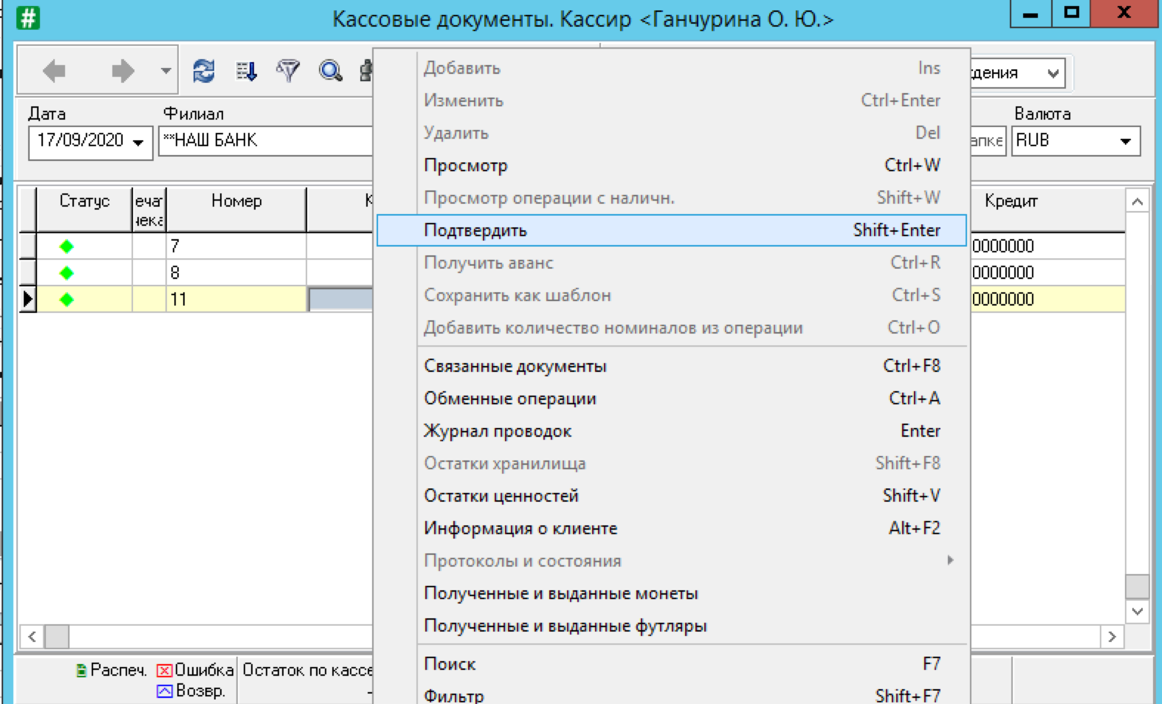 #
Кассовые документы. Кассир <Ганчурина О. Ю.>
дения
Дата
Филиал
Валюта
17/09/2020
**НАШ БАНК
RUB
Статус
Номер
Кредит
7
0000000
8
0000000
11
0000000
Добавить Ins
Изменить Ctrl+Enter
Удалить Del
Просмотр Ctrl+W
Просмотр операции с наличн. Shift+W
Подтвердить Shift+Enter
Получить аванс Ctrl+R
Сохранить как шаблон Ctrl+S
Добавить количество номиналов из операции Ctrl+O
Связанные документы Ctrl+F8
Обменные операции Ctrl+A
Журнал проводок Enter
Остатки хранилища Shift+F8
Остатки ценностей Shift+V
Информация о клиенте Alt+F2
Протоколы и состояния
Полученные и выданные монеты
Полученные и выданные футляры
Поиск F7
Фильтр Shift+F7
Распеч. Ошибка Остаток по кассе
Возвр.